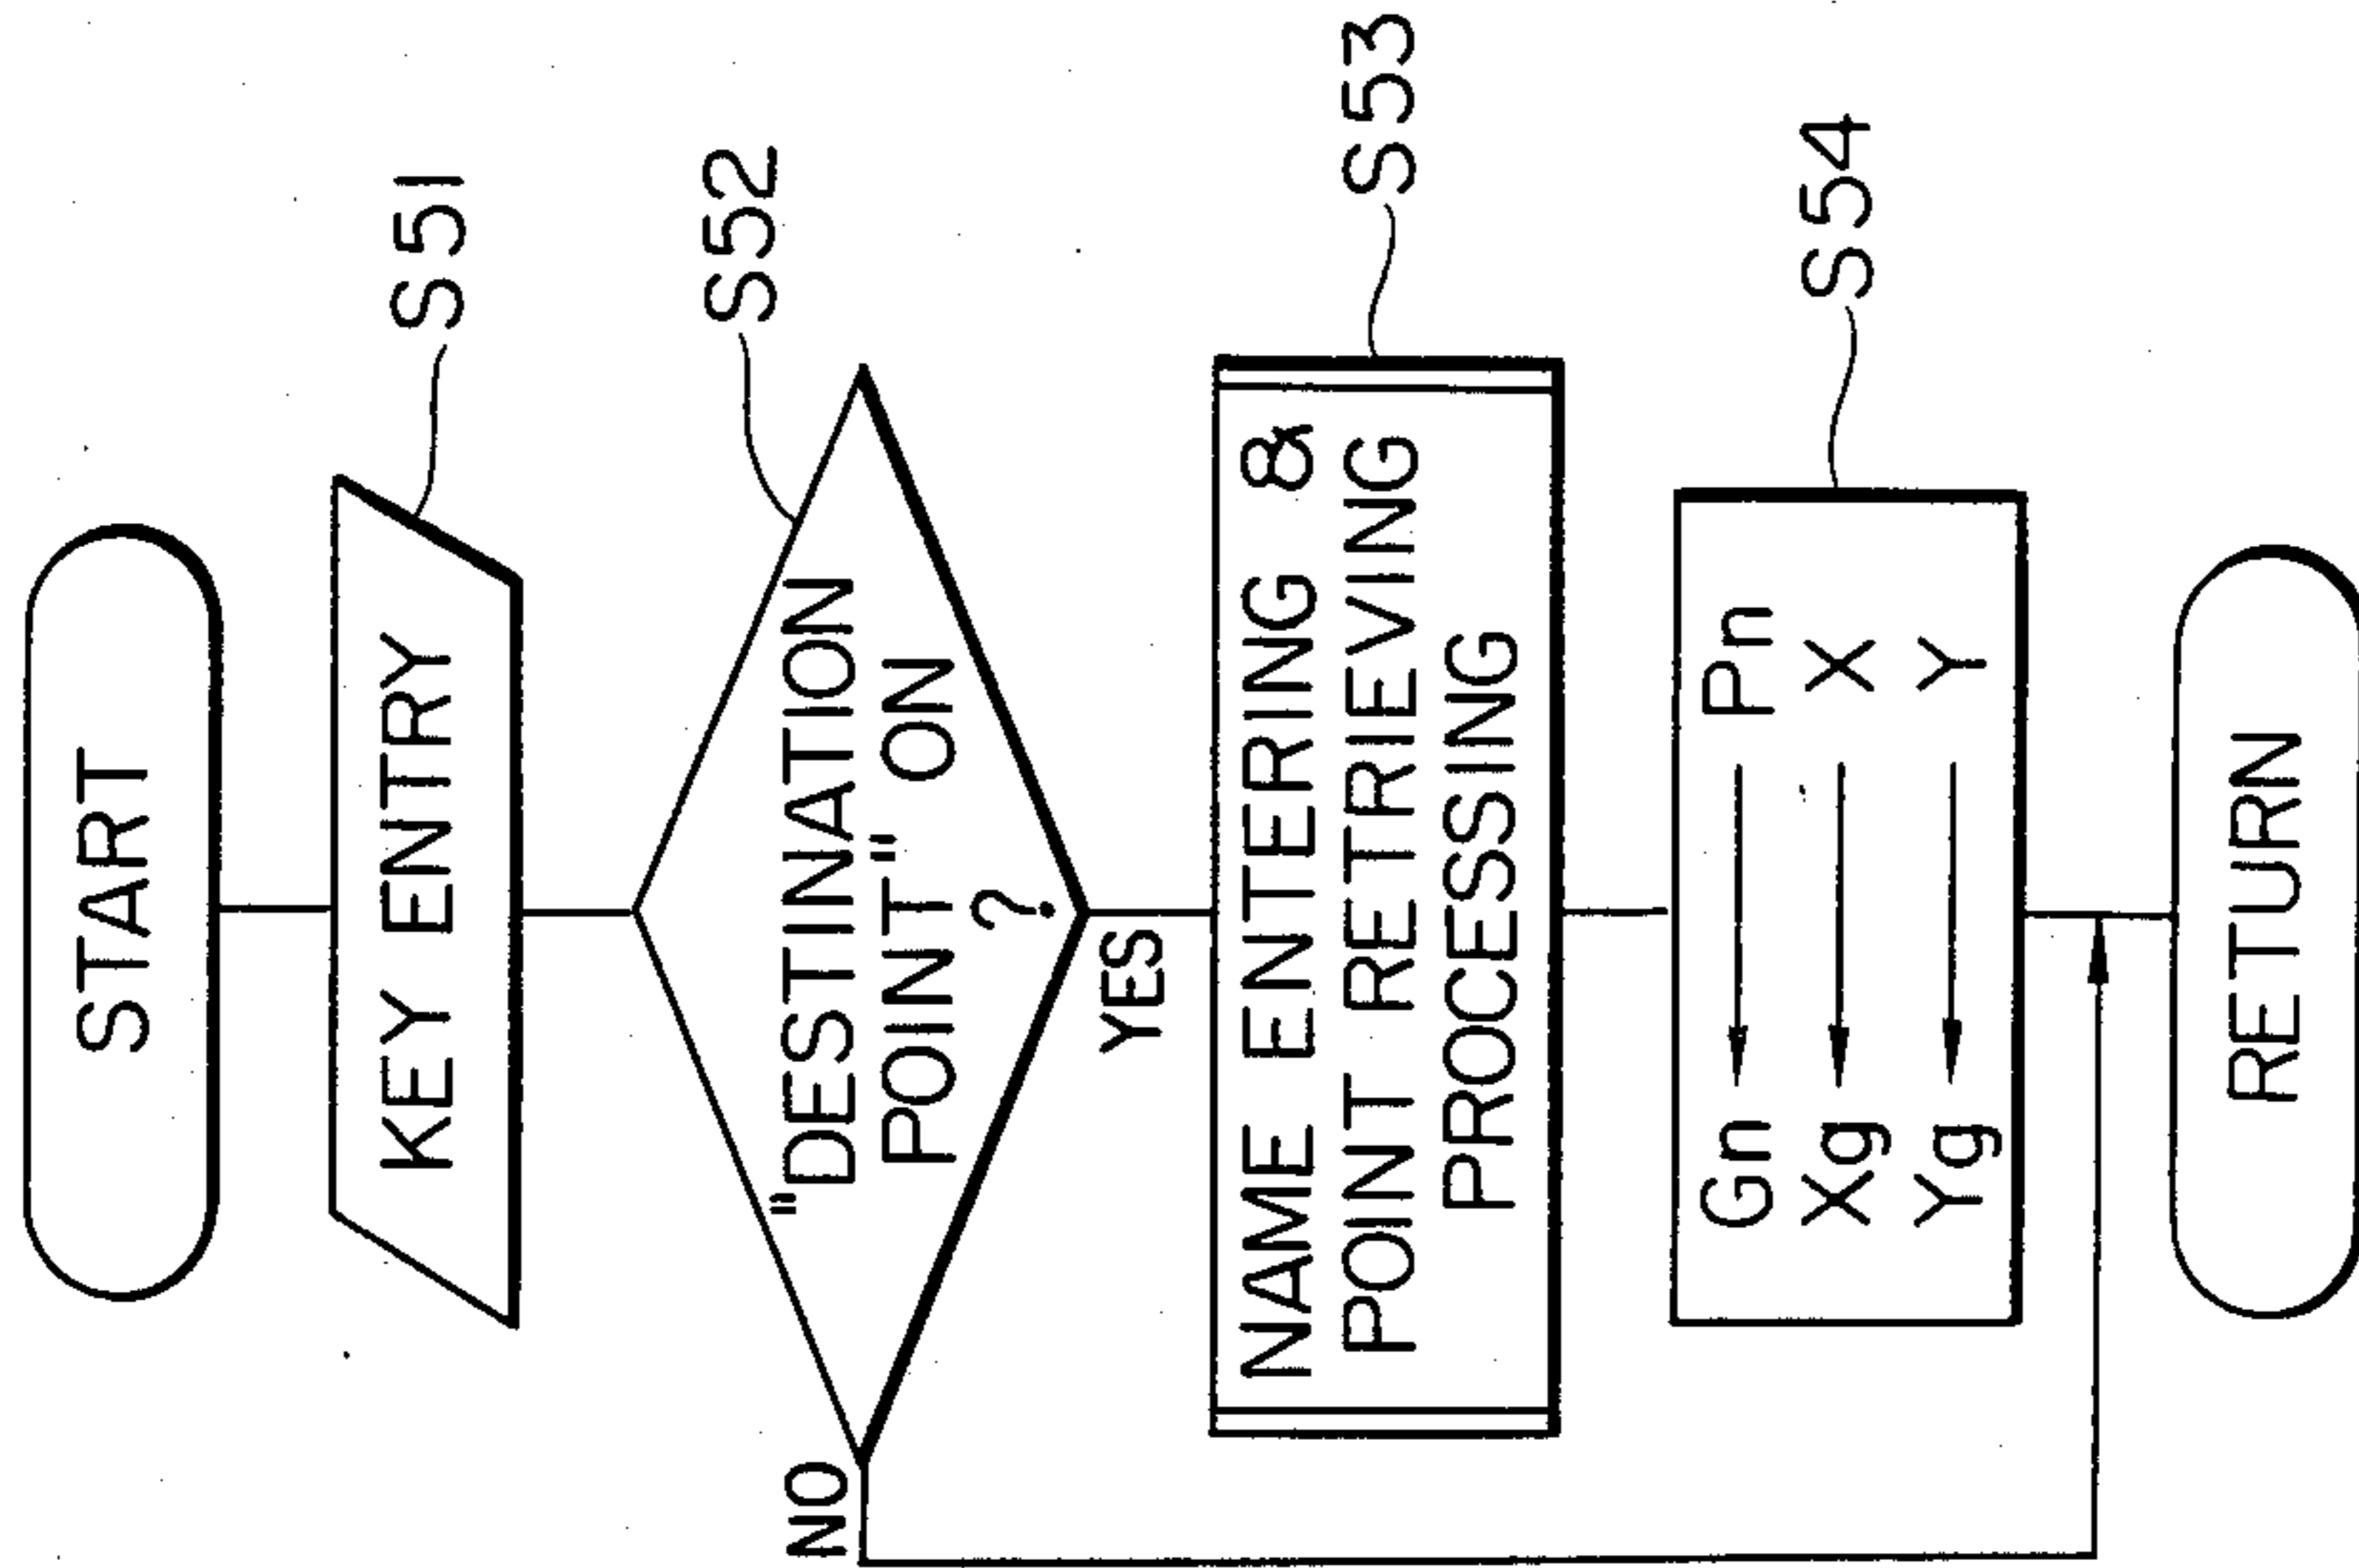 START
KEY ENTRY
S51
"DESTINATION
POINT" ON
?
S52
NO
YES
NAME ENTERING &
POINT RETRIEVING
PROCESSING
S53
Gn ← Pn
Xg ← X
Yg ← Y
S54
RETURN